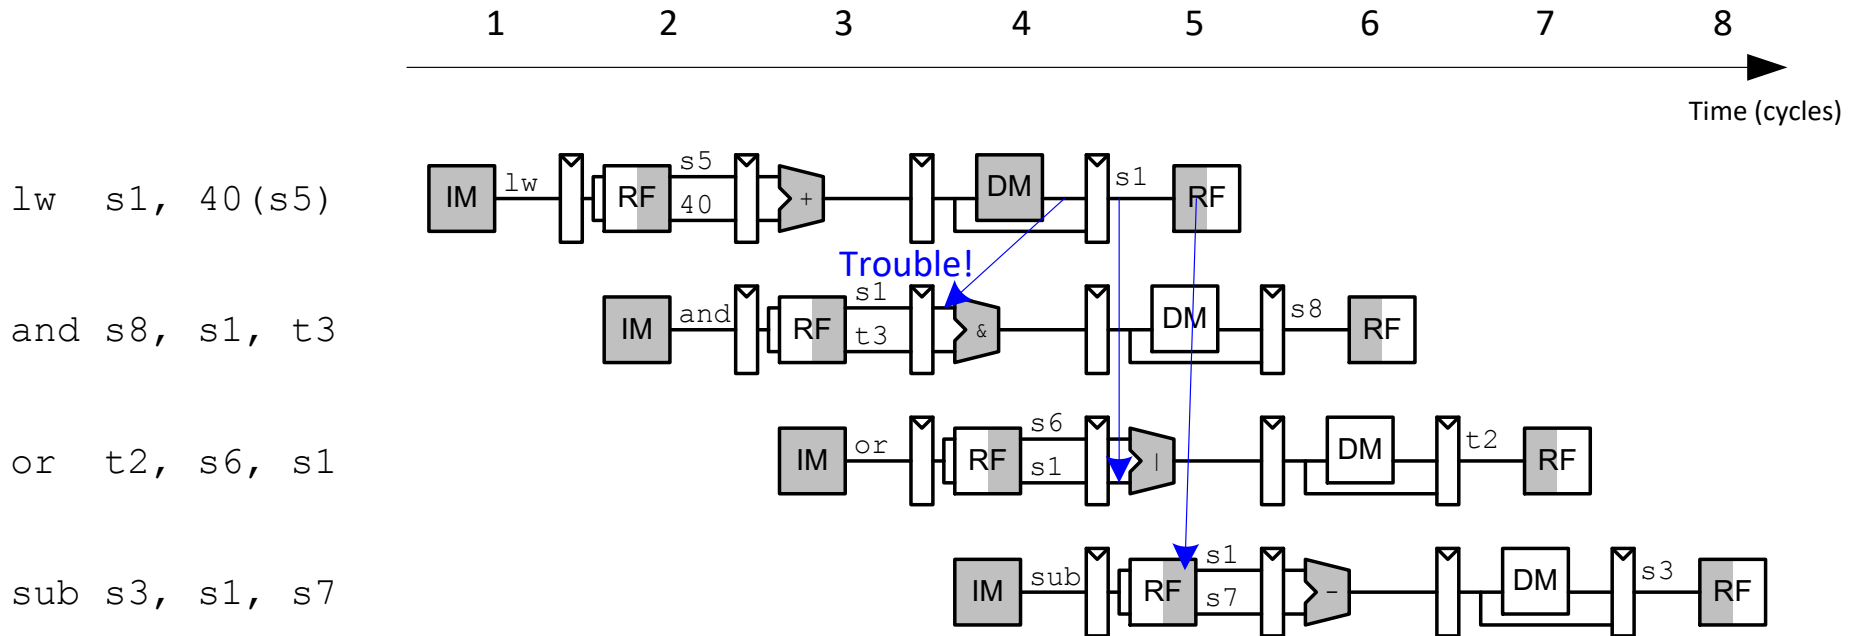 1 2 3 4 5 6 7 8
Time (cycles)
lw s1, 40(s5) IM lw RF s5 40 + DM s1 RF
Trouble!
and s8, s1, t3 IM and RF s1 t3 & DM s8 RF
or t2, s6, s1 IM or RF s6 s1 | DM t2 RF
sub s3, s1, s7 IM sub RF s1 s7 - DM s3 RF